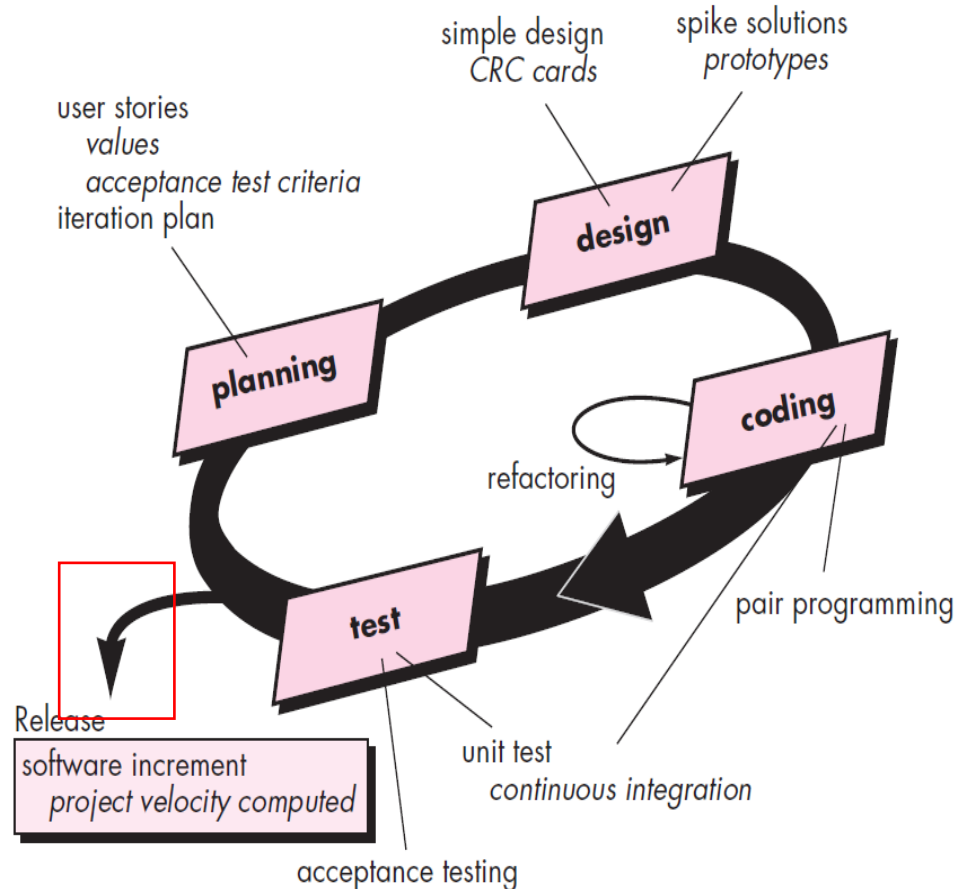 simple design
CRC cards
spike solutions
prototypes
user stories
values
acceptance test criteria
iteration plan
design
planning
coding
refactoring
test
pair programming
Release
software increment
project velocity computed
unit test
continuous integration
acceptance testing